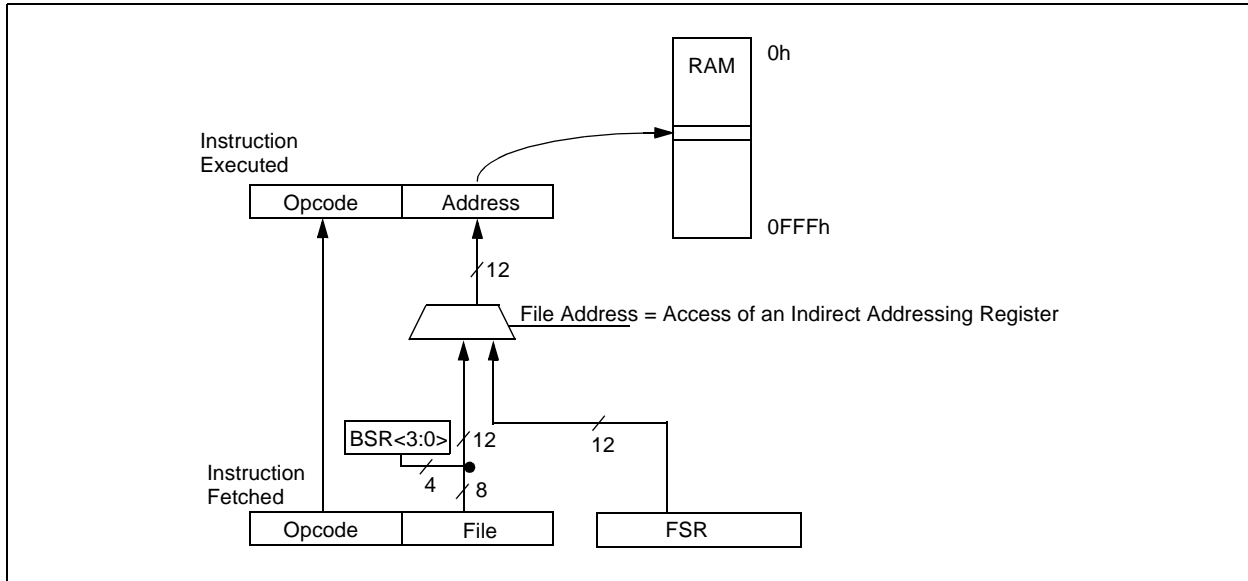 RAM
0h
Instruction
Executed
Opcode
Address
0FFFh
12
File Address = Access of an Indirect Addressing Register
BSR<3:0>
12
12
4
8
Instruction
Fetched
Opcode
File
FSR